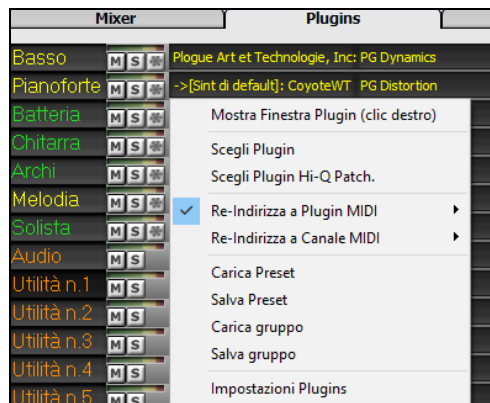 Mixer Plugins
Basso M S Plogue Art et Technologie, Inc: PG Dynamics
Pianoforte M S ->[Sint di default]: CoyoteWT PG Distortion
Batteria M S Mostra Finestra Plugin (clic destro)
Chitarra M S Scegli Plugin
Archi M S Scegli Plugin Hi-Q Patch.
Melodia M S Re-Indirizza a Plugin MIDI
Solista M S Re-Indirizza a Canale MIDI
Audio M S
Utilità n.1 M S Carica Preset
Utilità n.2 M S Salva Preset
Utilità n.3 M S Carica gruppo
Utilità n.4 M S Salva gruppo
Utilità n.5 M S Impostazioni Plugins